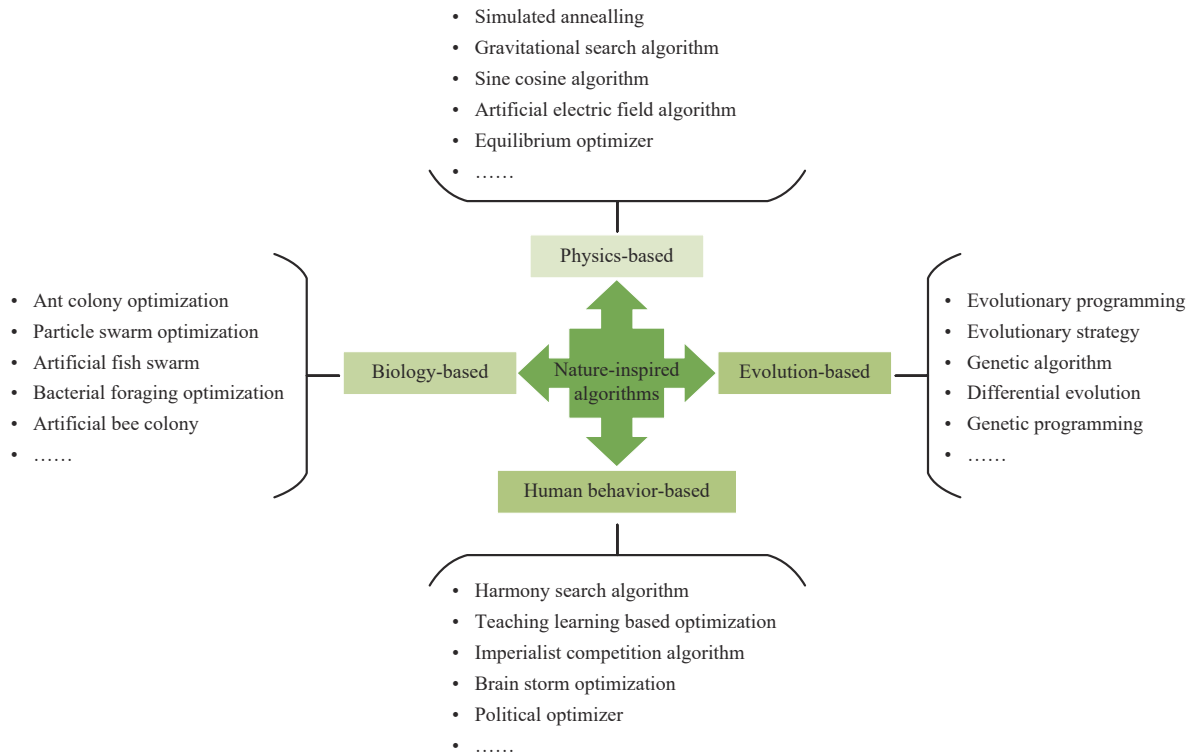 • Simulated annealling
• Gravitational search algorithm
• Sine cosine algorithm
• Artificial electric field algorithm
• Equilibrium optimizer
• ……
Physics-based
• Ant colony optimization
• Particle swarm optimization
• Artificial fish swarm
• Bacterial foraging optimization
• Artificial bee colony
• ……
Biology-based
Nature-inspired
algorithms
Evolution-based
• Evolutionary programming
• Evolutionary strategy
• Genetic algorithm
• Differential evolution
• Genetic programming
• ……
Human behavior-based
• Harmony search algorithm
• Teaching learning based optimization
• Imperialist competition algorithm
• Brain storm optimization
• Political optimizer
• ……